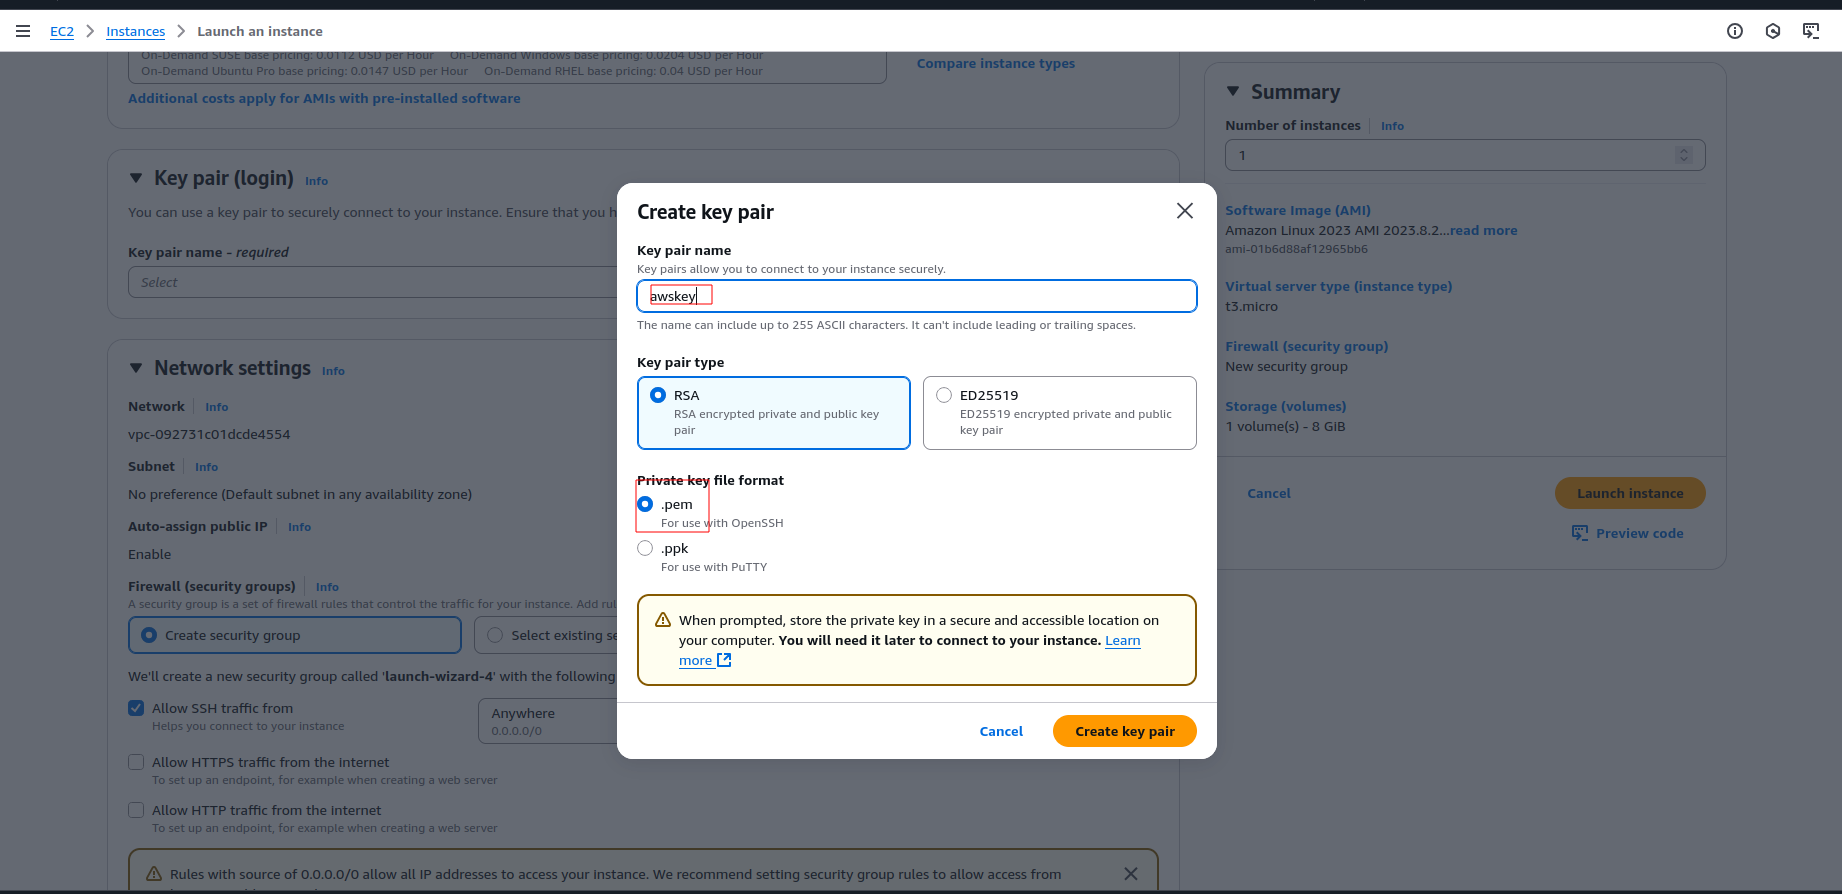 EC2 > Instances > Launch an instance
On-Demand SUSE base pricing: 0.0112 USD per Hour On-Demand Windows base pricing: 0.0204 USD per Hour
On-Demand Ubuntu Pro base pricing: 0.0147 USD per Hour On-Demand RHEL base pricing: 0.04 USD per Hour
Compare instance types
Additional costs apply for AMIs with pre-installed software
Key pair (login) Info
You can use a key pair to securely connect to your instance. Ensure that you h
Key pair name - required
Select
Network settings Info
Network Info
vpc-092731c01dcde4554
Subnet Info
No preference (Default subnet in any availability zone)
Auto-assign public IP Info
Enable
Firewall (security groups) Info
A security group is a set of firewall rules that control the traffic for your instance. Add rul
Create security group
Select existing se
We'll create a new security group called 'launch-wizard-4' with the following
Allow SSH traffic from
Helps you connect to your instance
Anywhere
0.0.0.0/0
Allow HTTPS traffic from the internet
To set up an endpoint, for example when creating a web server
Allow HTTP traffic from the internet
To set up an endpoint, for example when creating a web server
Rules with source of 0.0.0.0/0 allow all IP addresses to access your instance. We recommend setting security group rules to allow access from
Create key pair
Key pair name
Key pairs allow you to connect to your instance securely.
awskey
The name can include up to 255 ASCII characters. It can't include leading or trailing spaces.
Key pair type
RSA
RSA encrypted private and public key
pair
ED25519
ED25519 encrypted private and public
key pair
Private key file format
.pem
For use with OpenSSH
.ppk
For use with PuTTY
When prompted, store the private key in a secure and accessible location on
your computer. You will need it later to connect to your instance. Learn
more
Cancel
Create key pair
Summary
Number of instances Info
1
Software Image (AMI)
Amazon Linux 2023 AMI 2023.8.2...read more
ami-01b6d88af12965bb6
Virtual server type (instance type)
t3.micro
Firewall (security group)
New security group
Storage (volumes)
1 volume(s) - 8 GiB
Cancel
Launch instance
Preview code